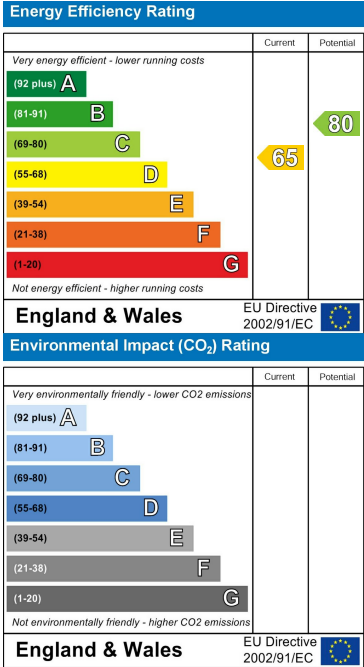 Energy Efficiency Rating
Current Potential
Very energy efficient - lower running costs
(92 plus) A
(81-91) B
(69-80) C
(55-68) D
(39-54) E
(21-38) F
(1-20) G
65
80
Not energy efficient - higher running costs
England & Wales
EU Directive
2002/91/EC
Environmental Impact (CO₂) Rating
Current Potential
Very environmentally friendly - lower CO2 emissions
(92 plus) A
(81-91) B
(69-80) C
(55-68) D
(39-54) E
(21-38) F
(1-20) G
Not environmentally friendly - higher CO2 emissions
England & Wales
EU Directive
2002/91/EC